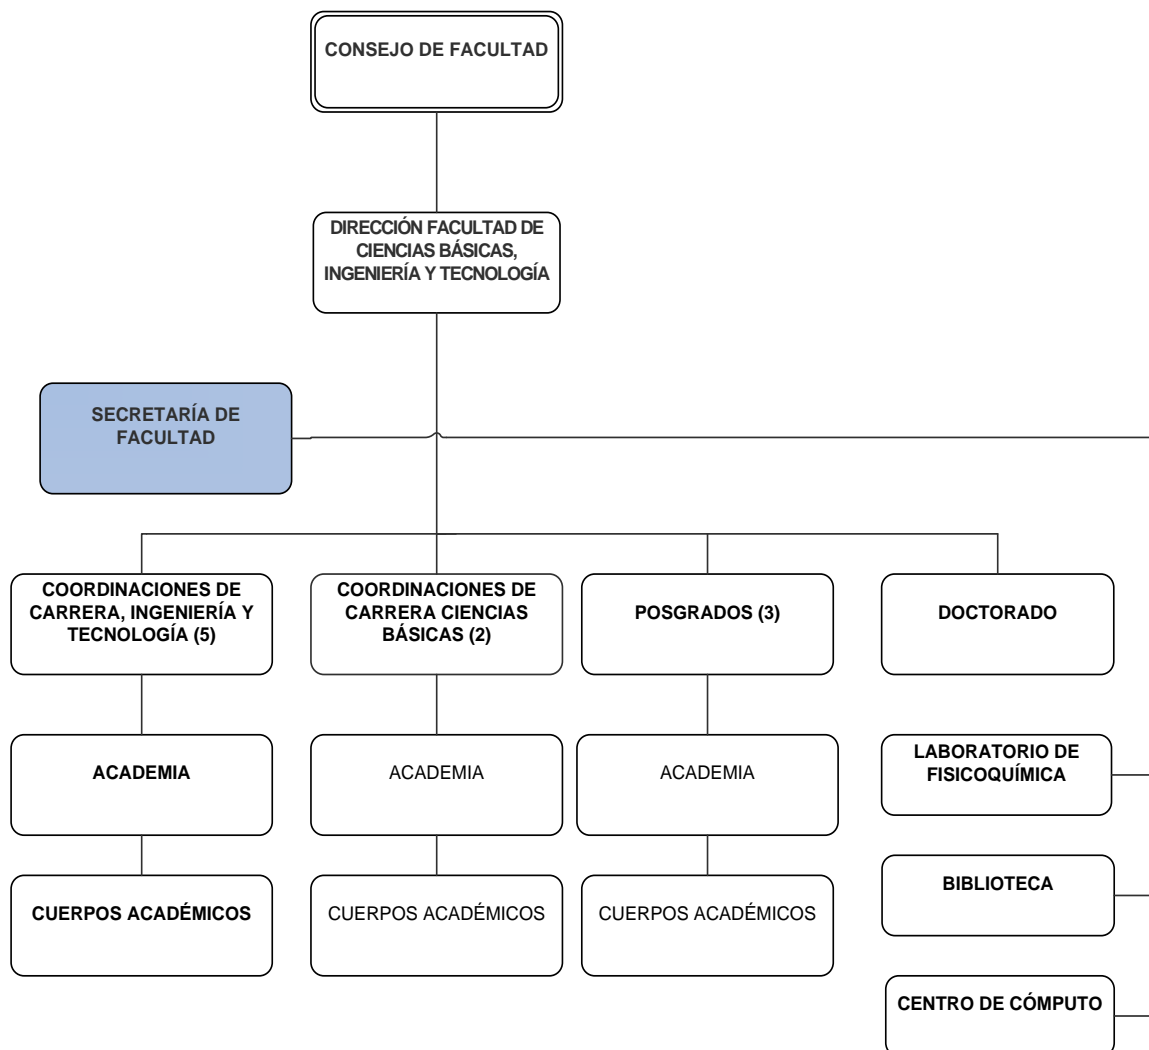 CONSEJO DE FACULTAD
DIRECCIÓN FACULTAD DE
CIENCIAS BÁSICAS,
INGENIERÍA Y TECNOLOGÍA
SECRETARÍA DE
FACULTAD
COORDINACIONES DE
CARRERA, INGENIERÍA Y
TECNOLOGÍA (5)
COORDINACIONES DE
CARRERA CIENCIAS
BÁSICAS (2)
POSGRADOS (3)
DOCTORADO
ACADEMIA
ACADEMIA
ACADEMIA
LABORATORIO DE
FISICOQUÍMICA
CUERPOS ACADÉMICOS
CUERPOS ACADÉMICOS
CUERPOS ACADÉMICOS
BIBLIOTECA
CENTRO DE CÓMPUTO